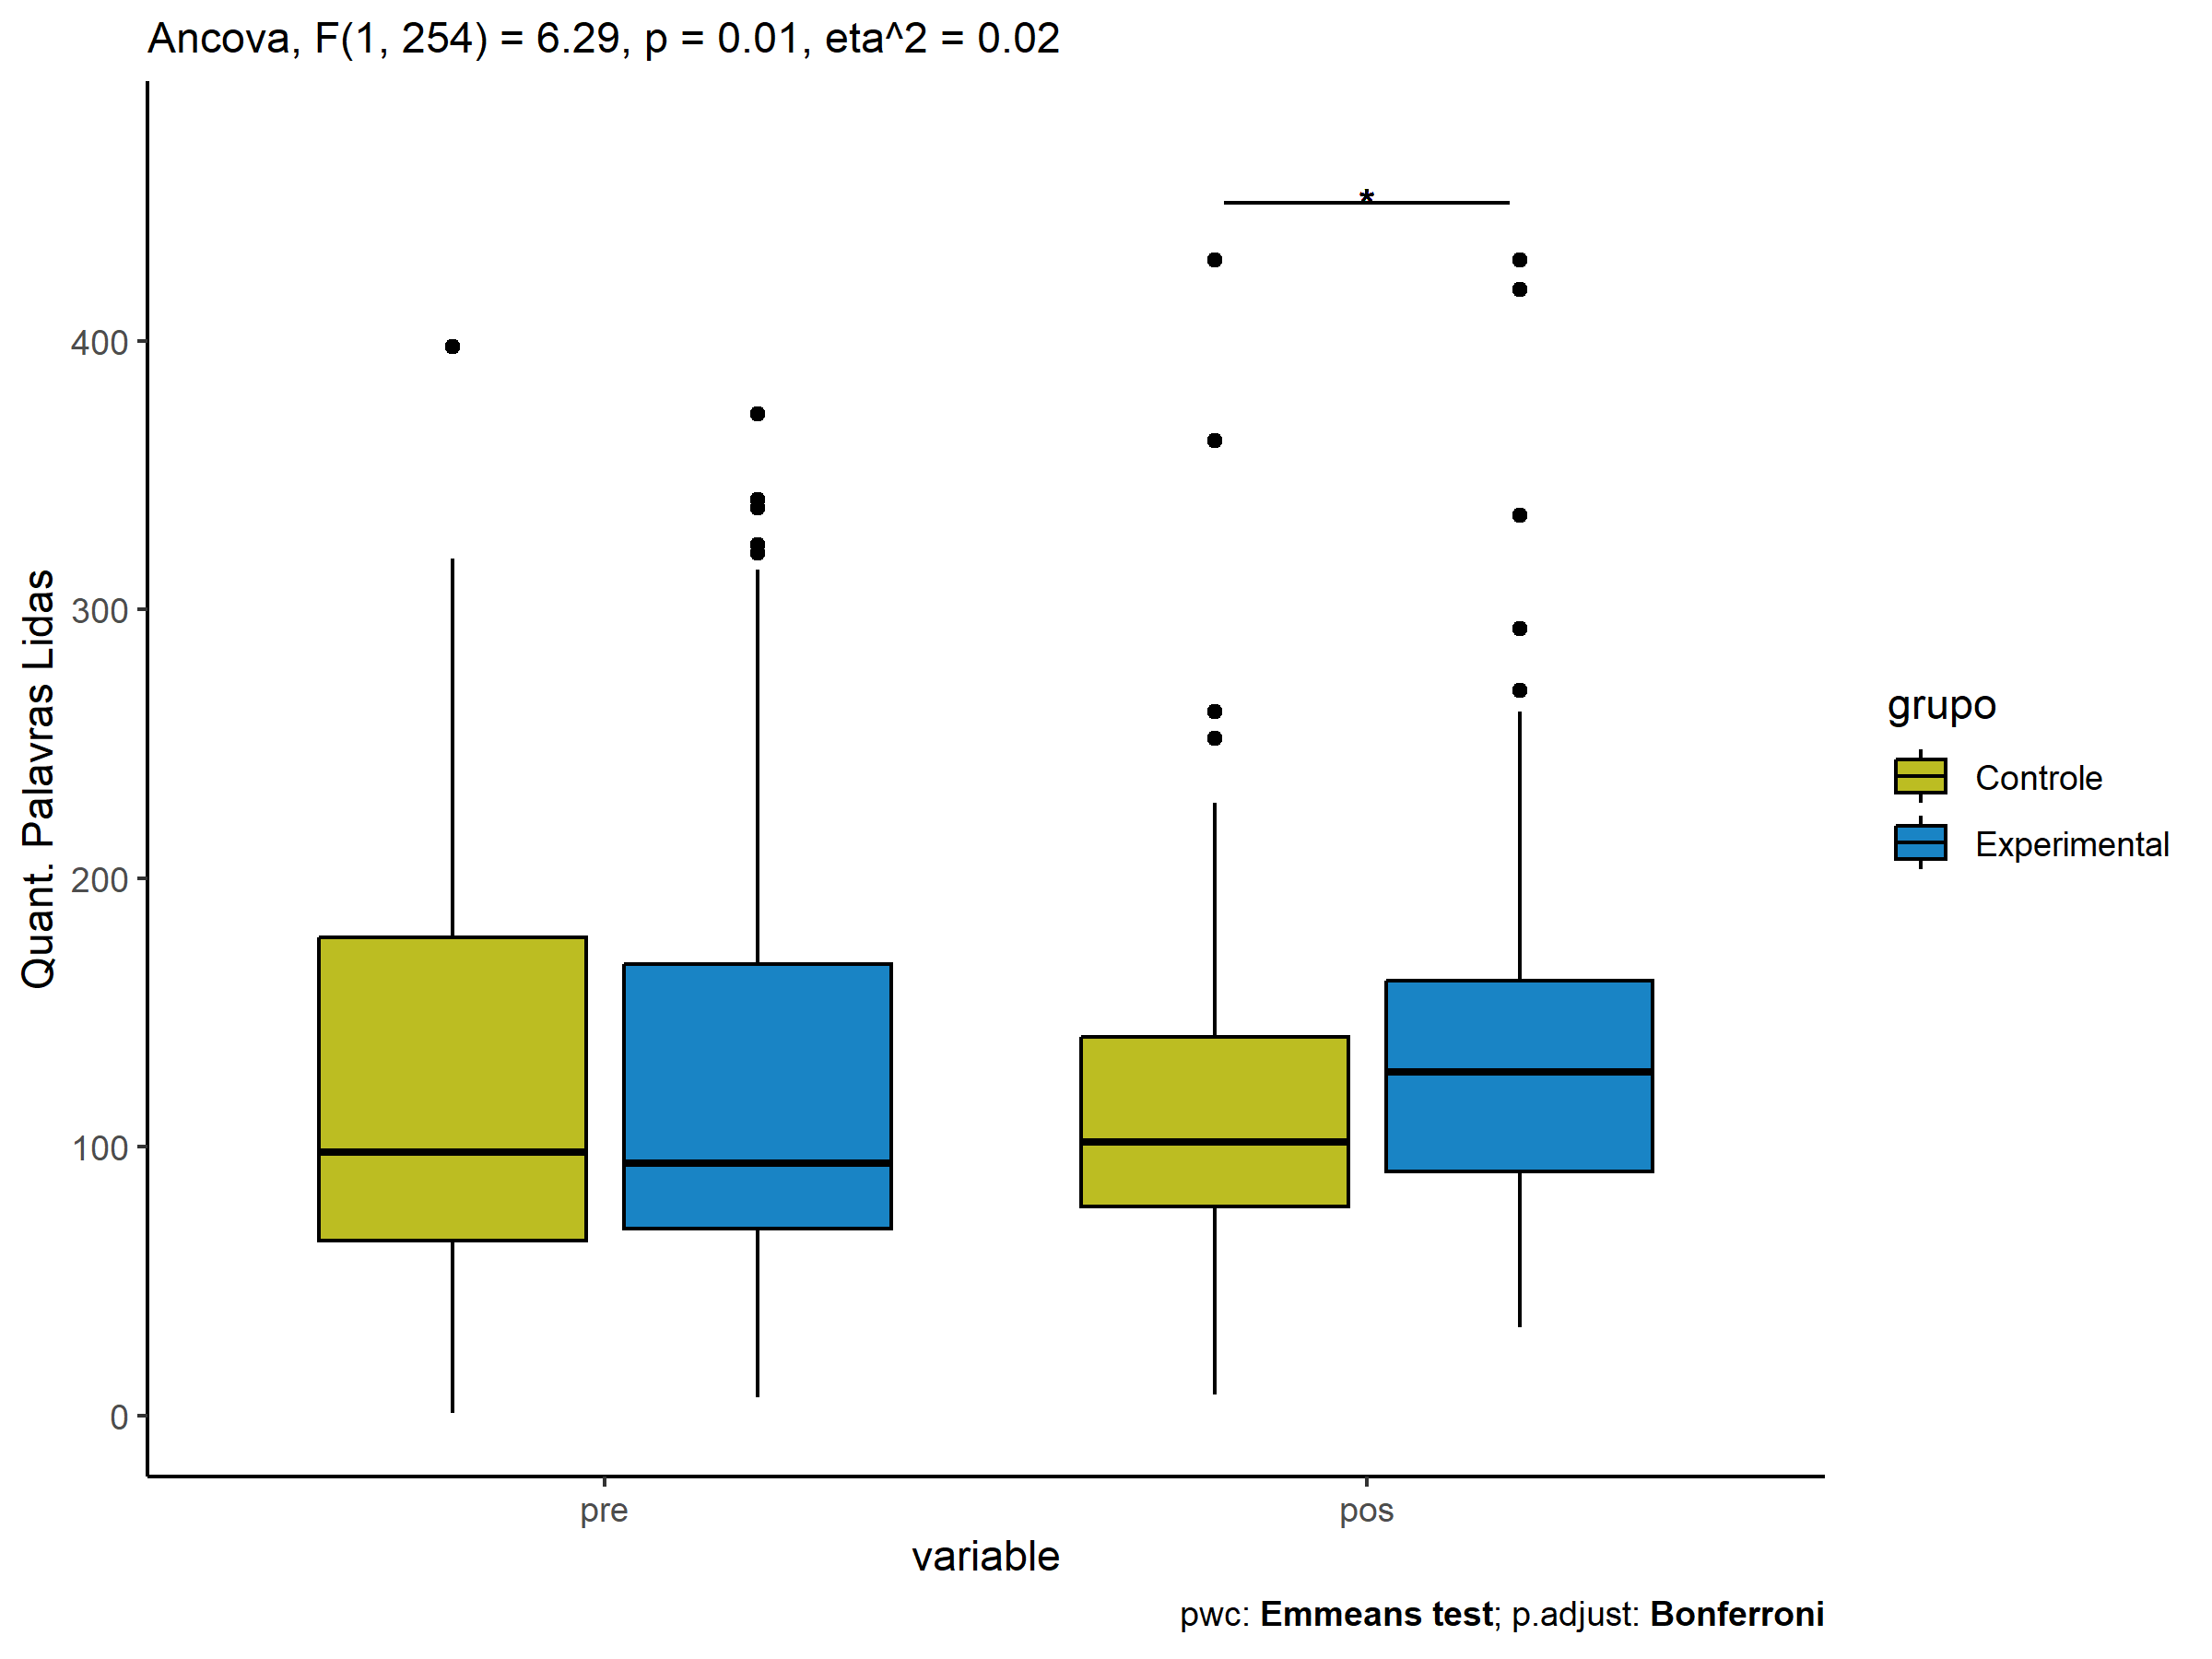 Ancova, F(1, 254) = 6.29, p = 0.01, eta^2 = 0.02
Quant. Palavras Lidas
400
300
200
100
0
*
pre
pos
variable
grupo
Controle
Experimental
pwc: Emmeans test; p.adjust: Bonferroni